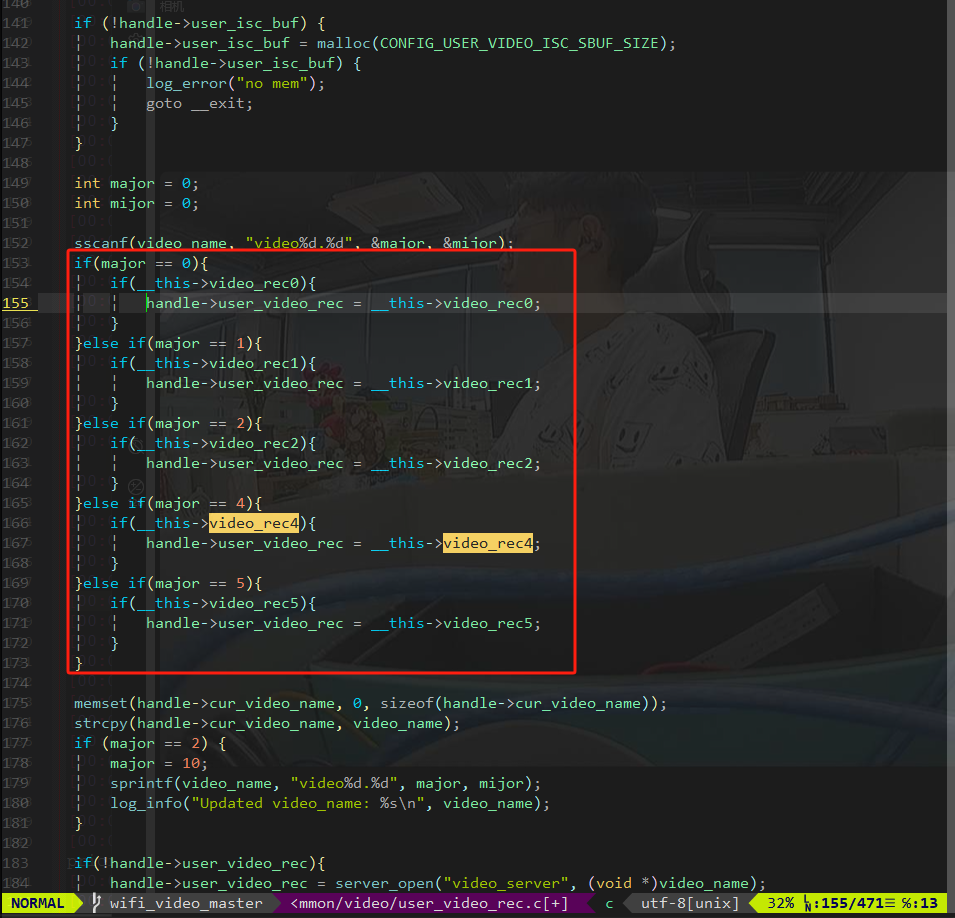 140
141 if (!handle->user_isc_buf) {
142 handle->user_isc_buf = malloc(CONFIG_USER_VIDEO_ISC_SBUF_SIZE);
143 if (!handle->user_isc_buf) {
144 log_error("no mem");
145 goto __exit;
146 }
147 }
148
149 int major = 0;
150 int mijor = 0;
151
152 sscanf(video_name, "video%d.%d", &major, &mijor);
153 if(major == 0){
154 if(__this->video_rec0){
155 handle->user_video_rec = __this->video_rec0;
156 }
157 }else if(major == 1){
158 if(__this->video_rec1){
159 handle->user_video_rec = __this->video_rec1;
160 }
161 }else if(major == 2){
162 if(__this->video_rec2){
163 handle->user_video_rec = __this->video_rec2;
164 }
165 }else if(major == 4){
166 if(__this->video_rec4){
167 handle->user_video_rec = __this->video_rec4;
168 }
169 }else if(major == 5){
170 if(__this->video_rec5){
171 handle->user_video_rec = __this->video_rec5;
172 }
173 }
174
175 memset(handle->cur_video_name, 0, sizeof(handle->cur_video_name));
176 strcpy(handle->cur_video_name, video_name);
177 if (major == 2) {
178 major = 10;
179 sprintf(video_name, "video%d.%d", major, mijor);
180 log_info("Updated video_name: %s\n", video_name);
181 }
182
183 if(!handle->user_video_rec){
184 handle->user_video_rec = server_open("video_server", (void *)video_name);
NORMAL wifi_video_master <mmon/video/user_video_rec.c[+] c utf-8[unix] 32% :155/471 :13